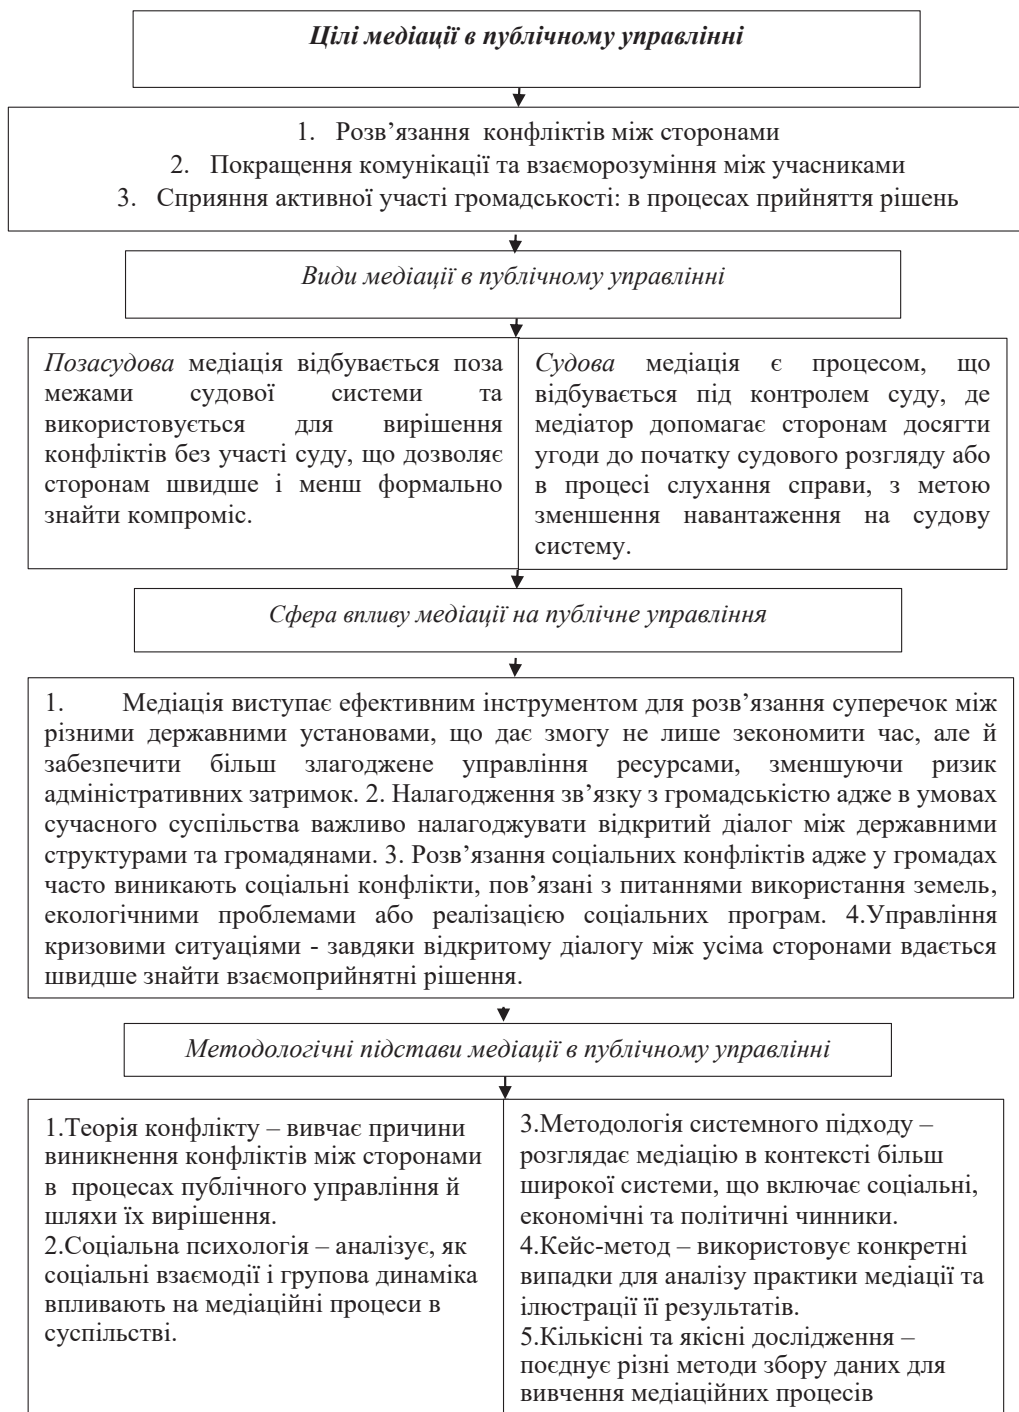 Цілі медіації в публічному управлінні
1. Розв’язання конфліктів між сторонами
2. Покращення комунікації та взаєморозуміння між учасниками
3. Сприяння активної участі громадськості: в процесах прийняття рішень
Види медіації в публічному управлінні
Позасудова медіація відбувається поза
межами судової системи та
використовується для вирішення
конфліктів без участі суду, що дозволяє
сторонам швидше і менш формально
знайти компроміс.
Судова медіація є процесом, що
відбувається під контролем суду, де
медіатор допомагає сторонам досягти
угоди до початку судового розгляду або
в процесі слухання справи, з метою
зменшення навантаження на судову
систему.
Сфера впливу медіації на публічне управління
1. Медіація виступає ефективним інструментом для розв’язання суперечок між
різними державними установами, що дає змогу не лише зекономити час, але й
забезпечити більш злагоджене управління ресурсами, зменшуючи ризик
адміністративних затримок. 2. Налагодження зв’язку з громадськістю адже в умовах
сучасного суспільства важливо налагоджувати відкритий діалог між державними
структурами та громадянами. 3. Розв’язання соціальних конфліктів адже у громадах
часто виникають соціальні конфлікти, пов’язані з питаннями використання земель,
екологічними проблемами або реалізацією соціальних програм. 4.Управління
кризовими ситуаціями - завдяки відкритому діалогу між усіма сторонами вдається
швидше знайти взаємоприйнятні рішення.
Методологічні підстави медіації в публічному управлінні
1.Теорія конфлікту – вивчає причини
виникнення конфліктів між сторонами
в процесах публічного управління й
шляхи їх вирішення.
2.Соціальна психологія – аналізує, як
соціальні взаємодії і групова динаміка
впливають на медіаційні процеси в
суспільстві.
3.Методологія системного підходу –
розглядає медіацію в контексті більш
широкої системи, що включає соціальні,
економічні та політичні чинники.
4.Кейс-метод – використовує конкретні
випадки для аналізу практики медіації та
ілюстрації її результатів.
5.Кількісні та якісні дослідження –
поєднує різні методи збору даних для
вивчення медіаційних процесів